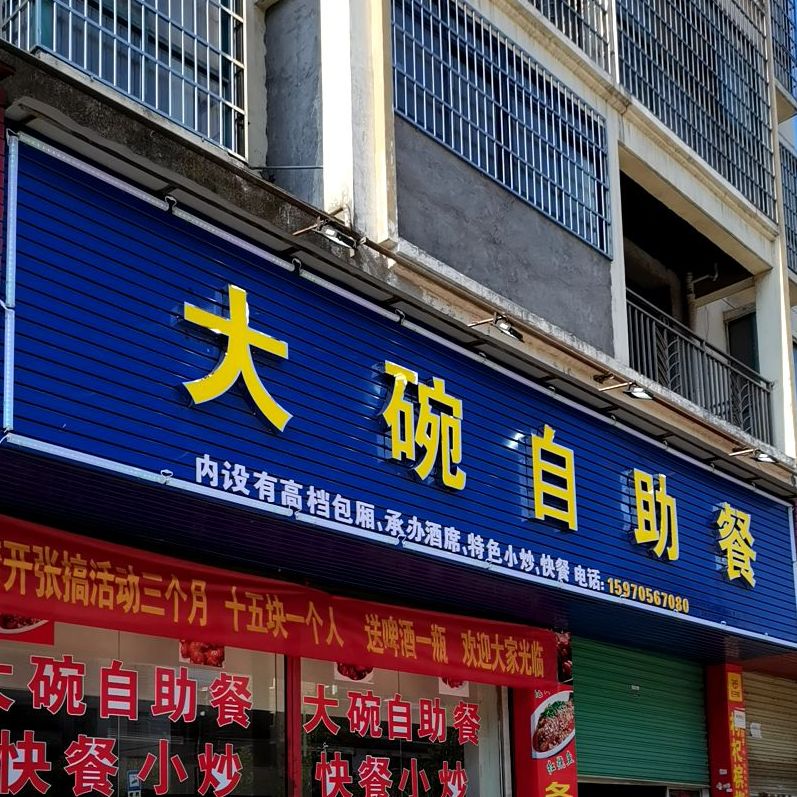 大碗自助餐
内设有高档包厢、承办酒席、特色小炒、快餐 电话: 15970567080
开张搞活动三个月 十五块一个人 送啤酒一瓶 欢迎大家光临
大碗自助餐
快餐小炒
大碗自助餐
快餐小炒